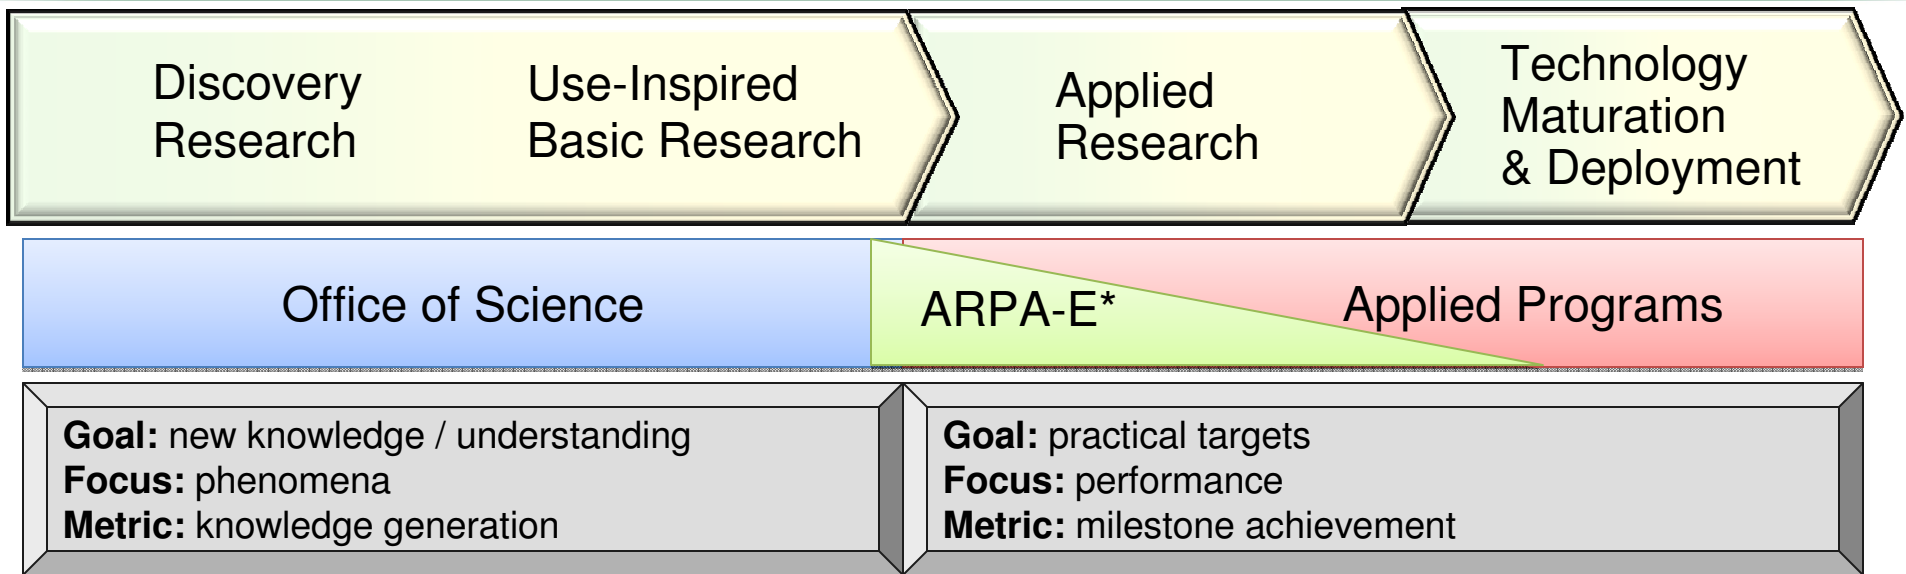 Discovery
Research
Use-Inspired
Basic Research
Applied
Research
Technology
Maturation
& Deployment
Office of Science
ARPA-E*
Applied Programs
Goal: new knowledge / understanding
Focus: phenomena
Metric: knowledge generation
Goal: practical targets
Focus: performance
Metric: milestone achievement